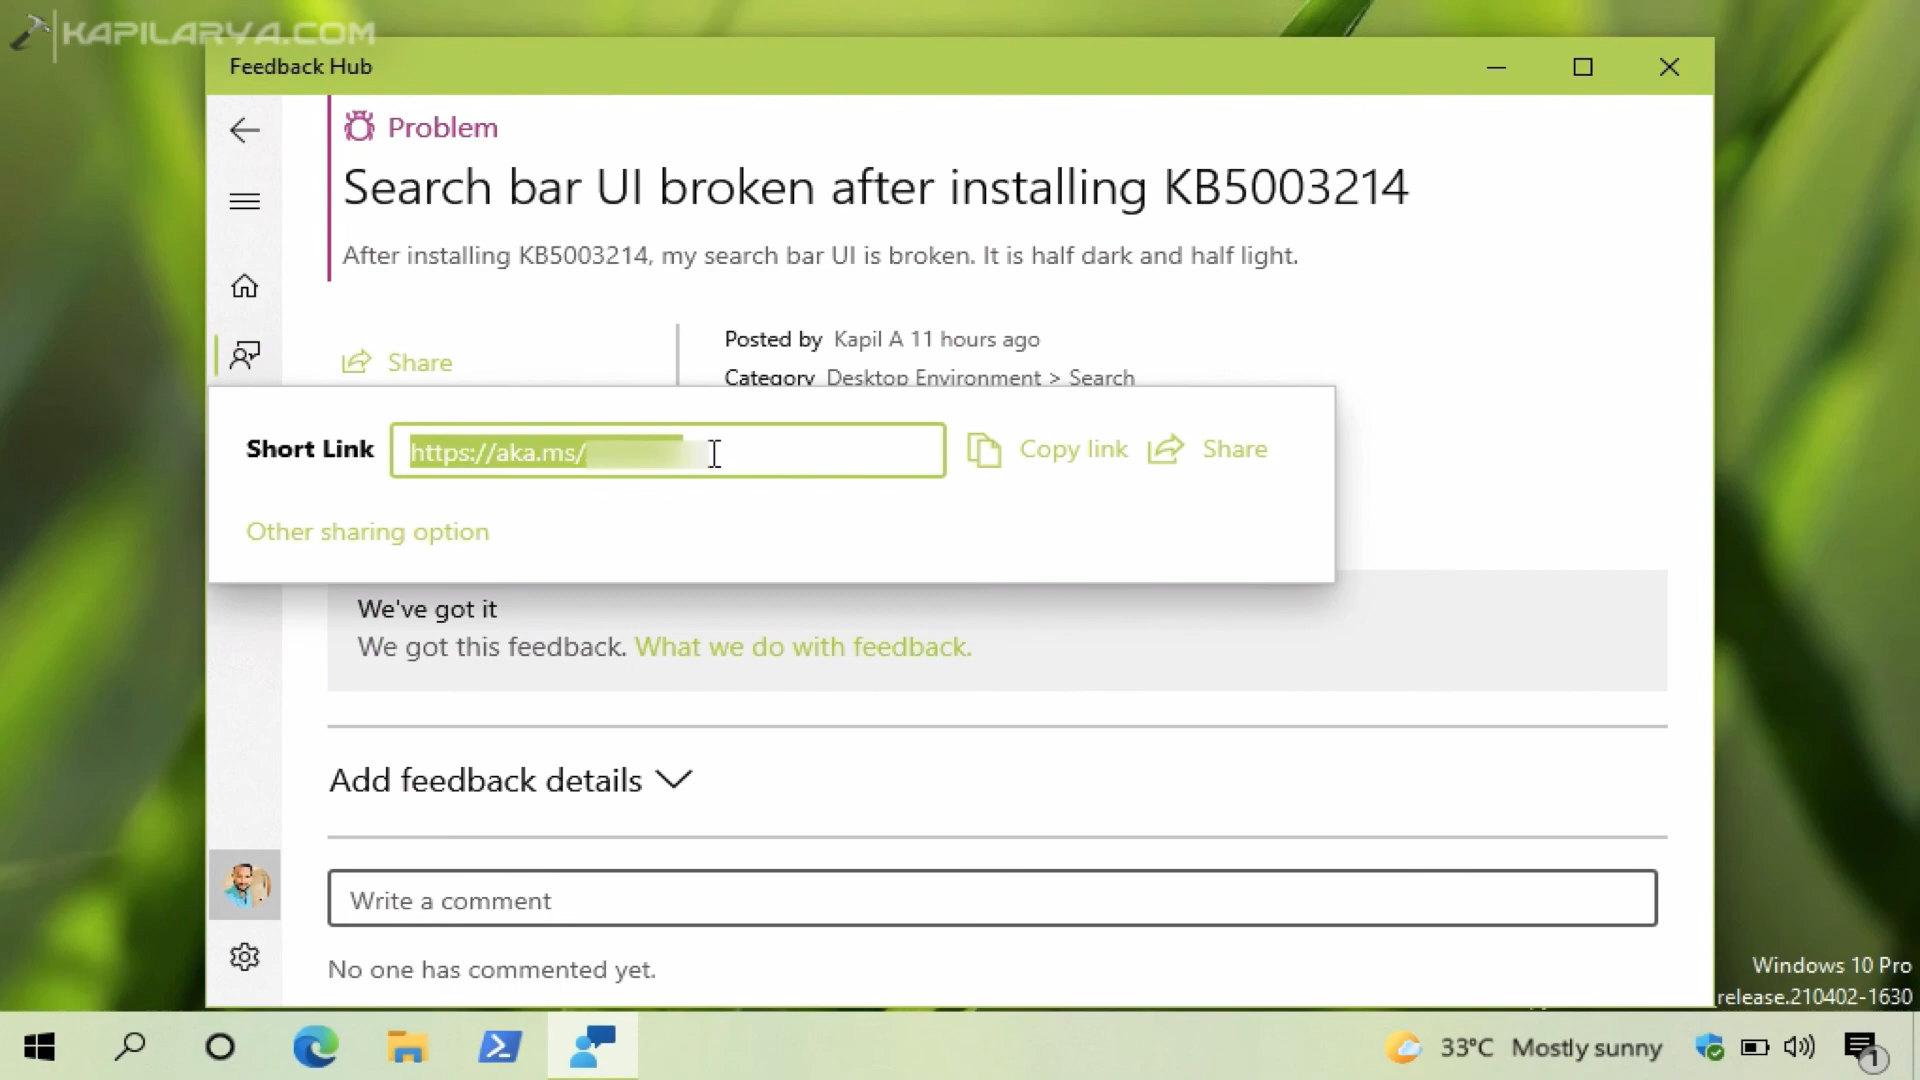 KAPILARYA.COM
Feedback Hub
Problem
Search bar UI broken after installing KB5003214
After installing KB5003214, my search bar UI is broken. It is half dark and half light.
Share
Posted by Kapil A 11 hours ago
Category Desktop Environment > Search
Short Link https://aka.ms/
Copy link
Share
Other sharing option
We've got it
We got this feedback. What we do with feedback.
Add feedback details
Write a comment
No one has commented yet.
Windows 10 Pro
release.210402-1630
33°C Mostly sunny
1